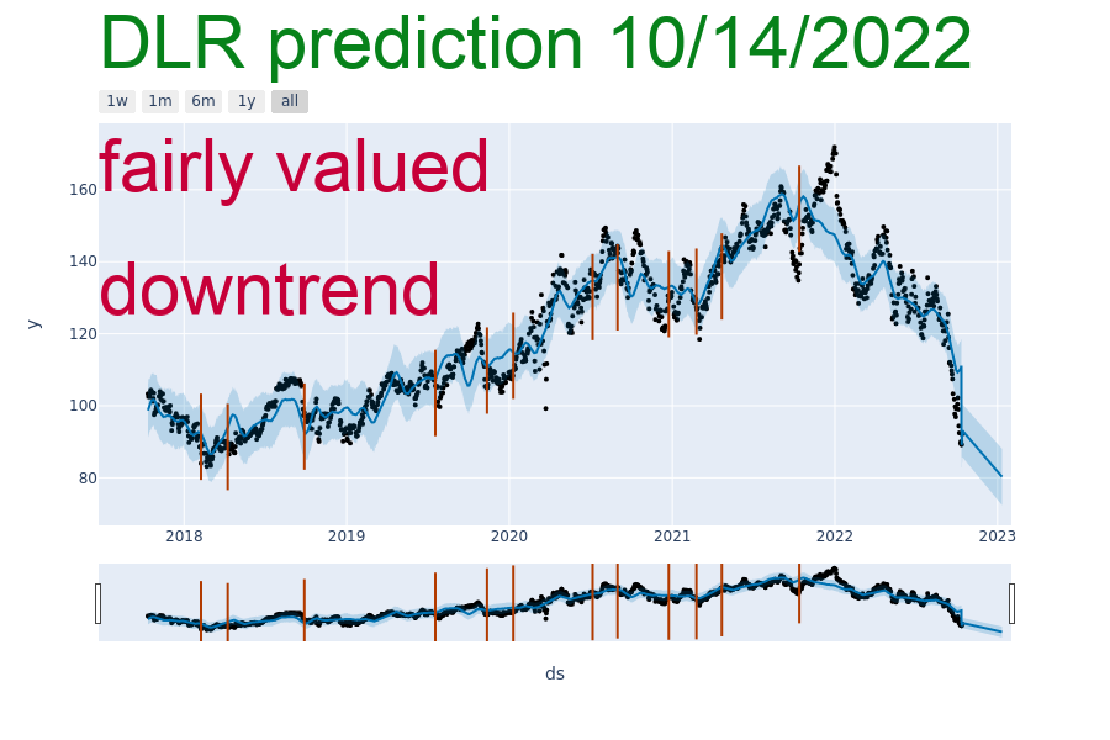 DLR prediction 10/14/2022
1w 1m 6m 1y all
fairly valued
160
140
downtrend
120
y
100
80
2018 2019 2020 2021 2022 2023
ds